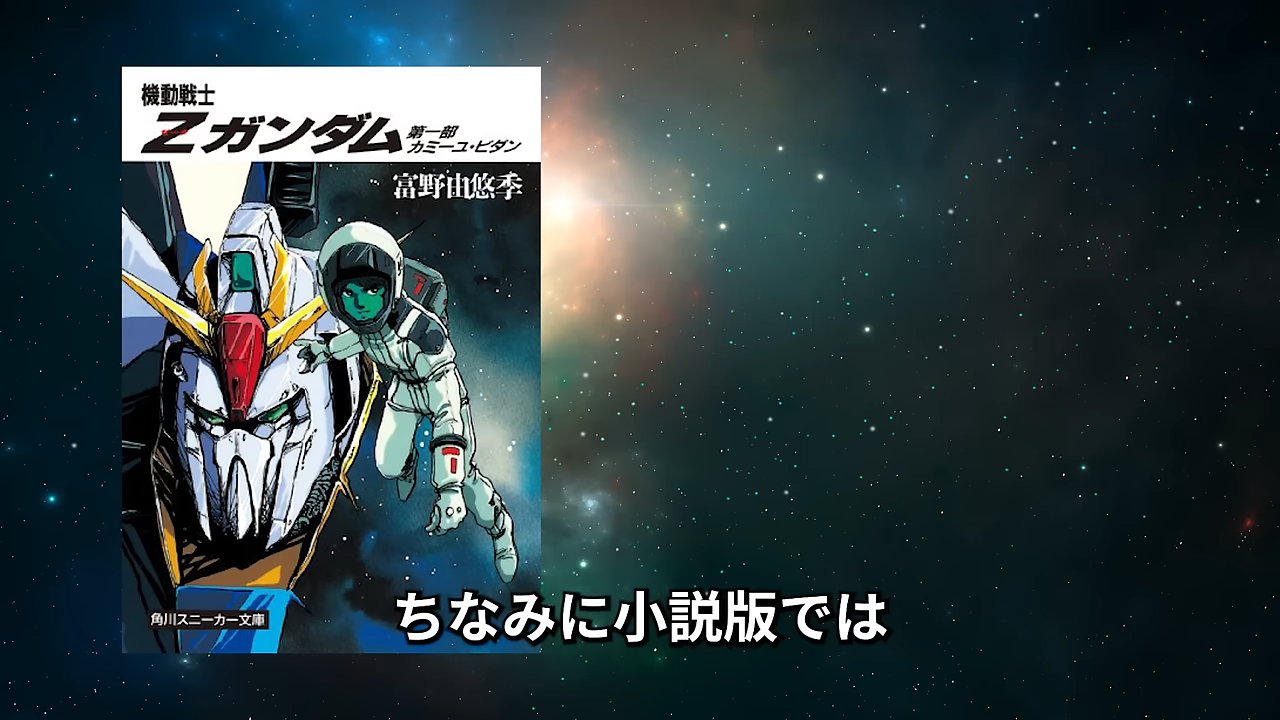 機動戦士
Ζガンダム
第一部
カミーユ・ビダン
富野由悠季
角川スニーカー文庫
ちなみに小説版では